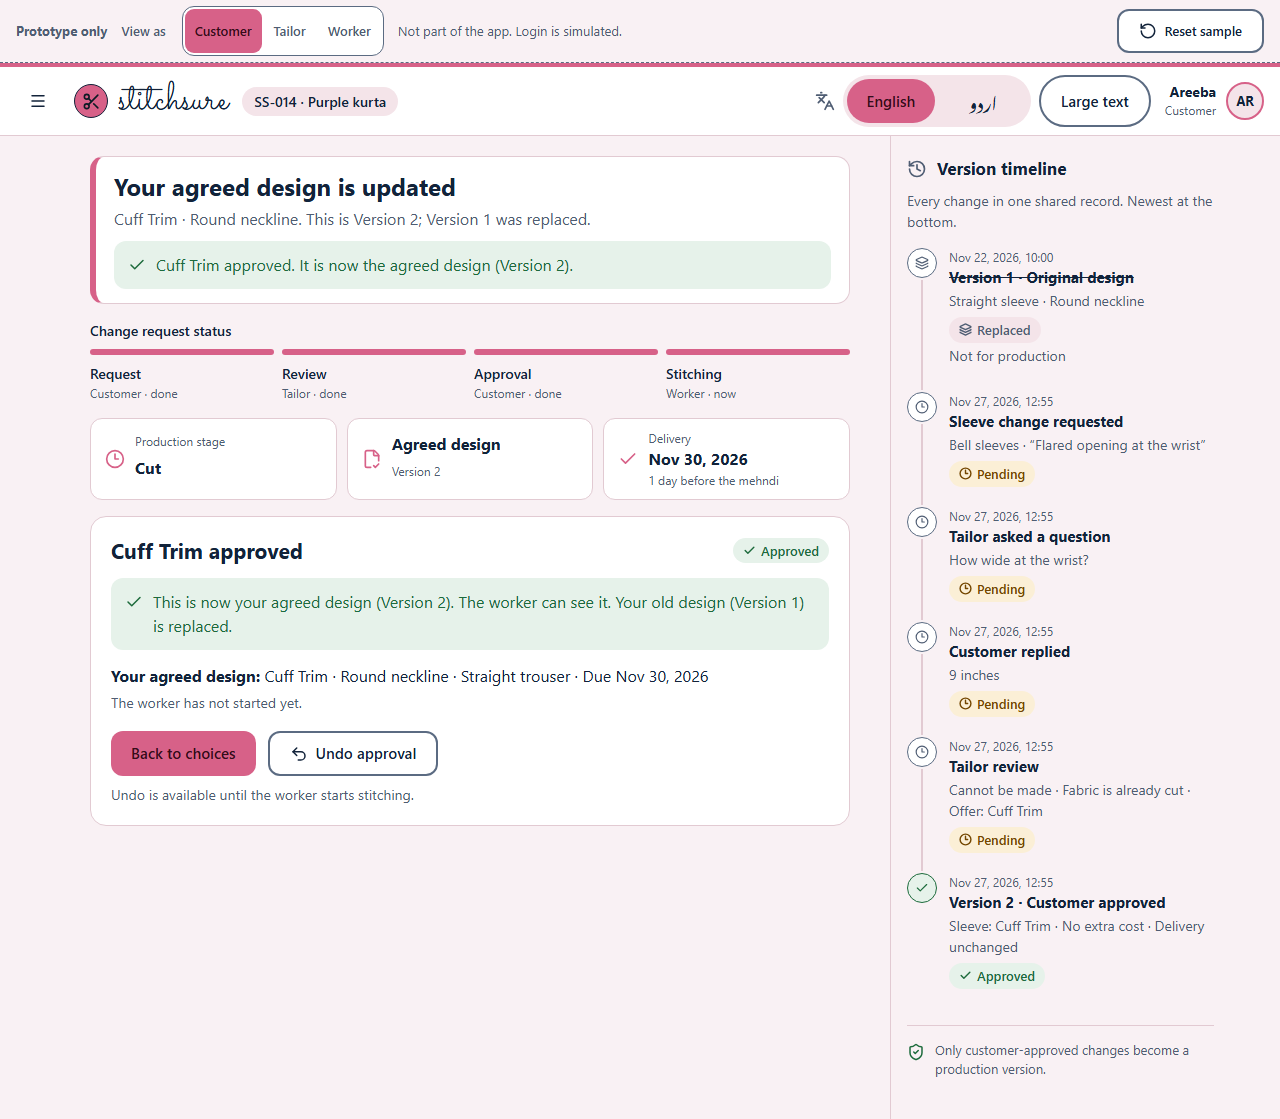 Prototype only View as Customer Tailor Worker Not part of the app. Login is simulated. Reset sample
stitchsure SS-014 · Purple kurta English اردو Large text Areeba
Customer
AR
Your agreed design is updated
Cuff Trim · Round neckline. This is Version 2; Version 1 was replaced.
Cuff Trim approved. It is now the agreed design (Version 2).
Change request status
Request
Customer · done
Review
Tailor · done
Approval
Customer · done
Stitching
Worker · now
Production stage
Cut
Agreed design
Version 2
Delivery
Nov 30, 2026
1 day before the mehndi
Cuff Trim approved
Approved
This is now your agreed design (Version 2). The worker can see it. Your old design (Version 1)
is replaced.
Your agreed design: Cuff Trim · Round neckline · Straight trouser · Due Nov 30, 2026
The worker has not started yet.
Back to choices Undo approval
Undo is available until the worker starts stitching.
Version timeline
Every change in one shared record. Newest at the
bottom.
Nov 22, 2026, 10:00
Version 1 · Original design
Straight sleeve · Round neckline
Replaced
Not for production
Nov 27, 2026, 12:55
Sleeve change requested
Bell sleeves · “Flared opening at the wrist”
Pending
Nov 27, 2026, 12:55
Tailor asked a question
How wide at the wrist?
Pending
Nov 27, 2026, 12:55
Customer replied
9 inches
Pending
Nov 27, 2026, 12:55
Tailor review
Cannot be made · Fabric is already cut ·
Offer: Cuff Trim
Pending
Nov 27, 2026, 12:55
Version 2 · Customer approved
Sleeve: Cuff Trim · No extra cost · Delivery
unchanged
Approved
Only customer-approved changes become a
production version.